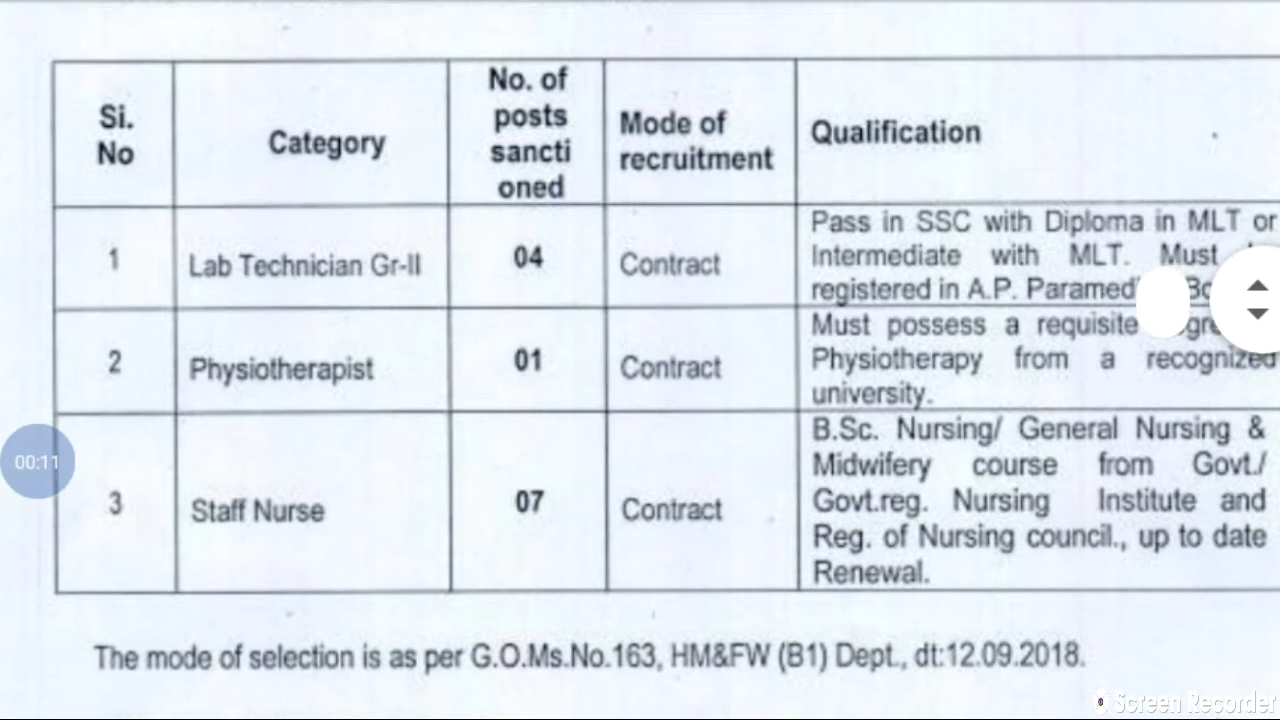 Si.
No
Category
No. of
posts
sancti
oned
Mode of
recruitment
Qualification
1
Lab Technician Gr-II
04
Contract
Pass in SSC with Diploma in MLT or
Intermediate with MLT. Must
registered in A.P.
2
Physiotherapist
01
Contract
Must possess a requisite
Physiotherapy from a recognized
university.
3
Staff Nurse
07
Contract
B.Sc. Nursing/ General Nursing &
Midwifery course from Govt./
Govt.reg. Nursing Institute and
Reg. of Nursing council., up to date
Renewal.
00:11
The mode of selection is as per G.O.Ms.No.163, HM&FW (B1) Dept., dt:12.09.2018.
Screen Recorder